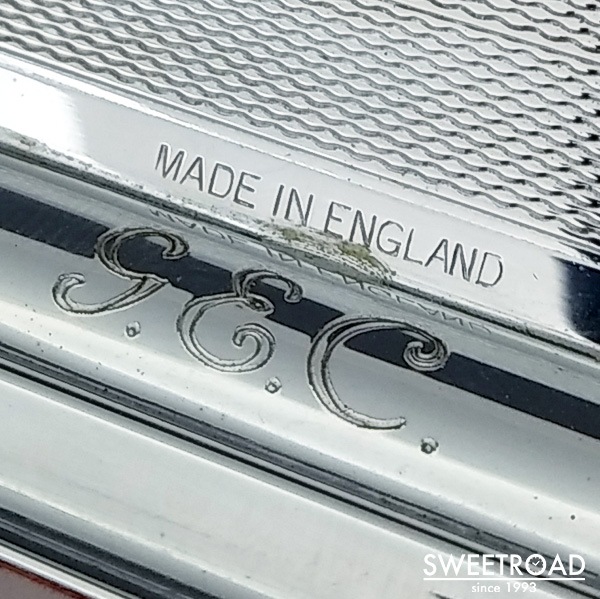 MADE IN ENGLAND
G.E.C.
SWEETROAD
since 1993